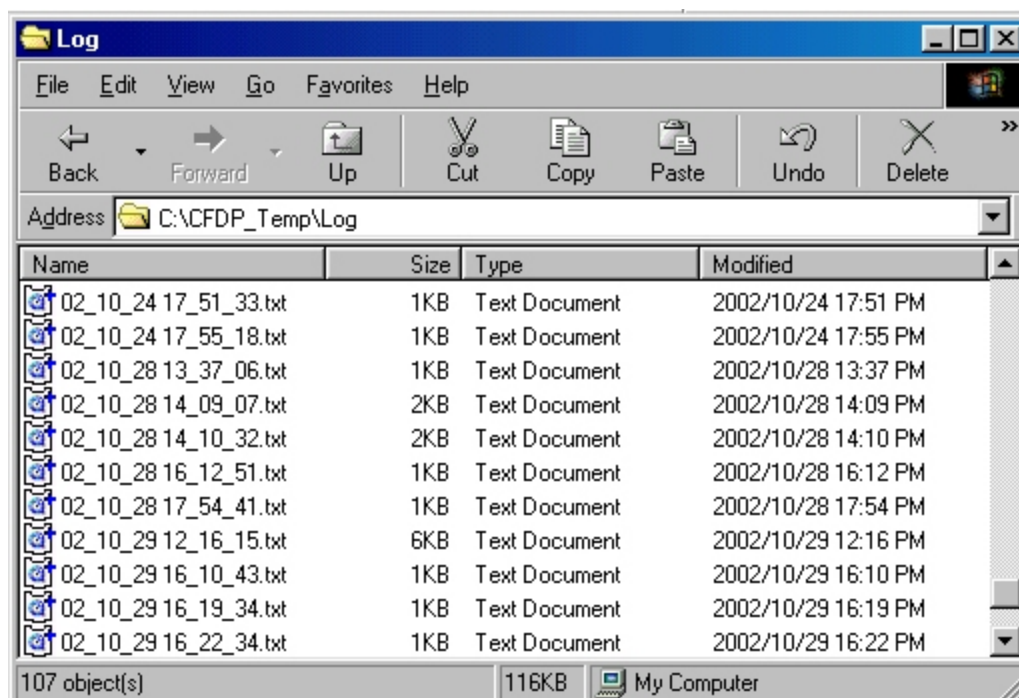 Log
File Edit View Go Favorites Help
Back Forward Up Cut Copy Paste Undo Delete »
Address C:\CFDP_Temp\Log
Name Size Type Modified
02_10_24 17_51_33.txt 1KB Text Document 2002/10/24 17:51 PM
02_10_24 17_55_18.txt 1KB Text Document 2002/10/24 17:55 PM
02_10_28 13_37_06.txt 1KB Text Document 2002/10/28 13:37 PM
02_10_28 14_09_07.txt 2KB Text Document 2002/10/28 14:09 PM
02_10_28 14_10_32.txt 2KB Text Document 2002/10/28 14:10 PM
02_10_28 16_12_51.txt 1KB Text Document 2002/10/28 16:12 PM
02_10_28 17_54_41.txt 1KB Text Document 2002/10/28 17:54 PM
02_10_29 12_16_15.txt 6KB Text Document 2002/10/29 12:16 PM
02_10_29 16_10_43.txt 1KB Text Document 2002/10/29 16:10 PM
02_10_29 16_19_34.txt 1KB Text Document 2002/10/29 16:19 PM
02_10_29 16_22_34.txt 1KB Text Document 2002/10/29 16:22 PM
107 object(s) 116KB My Computer